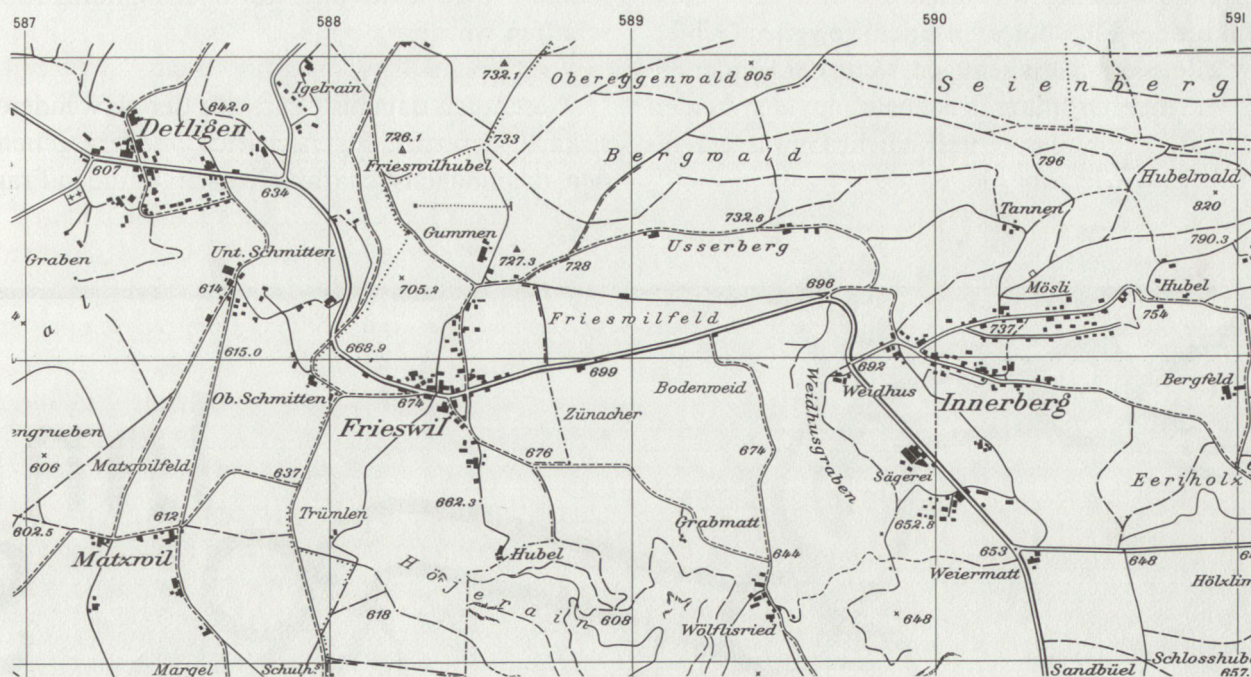 587 588 589 590 591
732.1
Obereggenwald 805
Seienberg
Igelrain
642.0
Detligen
726.1
733
Frieswilhubel
Bergwald
796
607
634
Hubelwald
820
Tannen
732.8
Gummen
Usserberg
790.3
Unt. Schmitten
Graben
727.3
728
614
705.2
696
Mösli
Hubel
Frieswilfeld
737
754
615.0
668.9
699
692
Weidhus
Bodenweid
Bergfeld
Ob. Schmitten
674
Innerberg
Zünacher
Frieswil
engrueben
Weidhusgraben
676
674
606
Matzwilfeld
637
Sägerei
662.3
Eeriholz
602.5
612
Trümlen
Grabmatt
652.8
Matzwil
Hubel
644
653
648
Weiermatt
Hofjerain
Hölzli
618
608
648
Wölflisried
Margel
Schulh.s
Sandbüel
Schlosshub
657